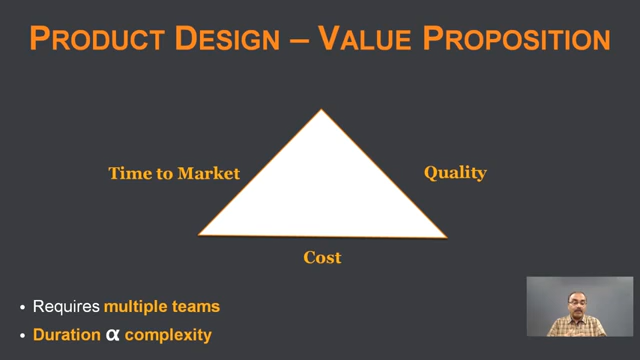 PRODUCT DESIGN – VALUE PROPOSITION
Time to Market
Quality
Cost
• Requires multiple teams
• Duration α complexity